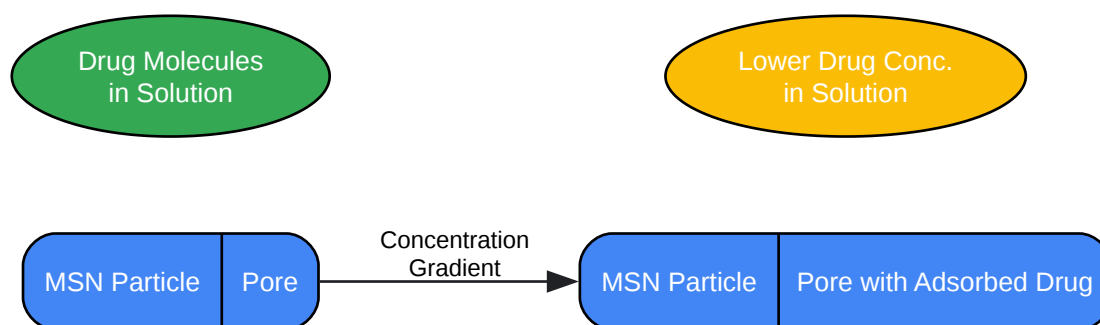 Drug Molecules
in Solution
Lower Drug Conc.
in Solution
Concentration
Gradient
MSN Particle
Pore
MSN Particle
Pore with Adsorbed Drug